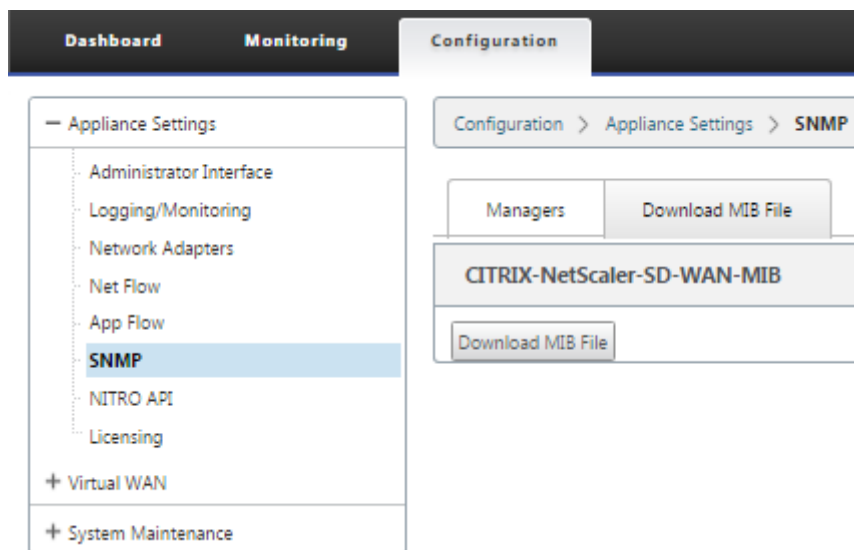 Dashboard Monitoring Configuration
− Appliance Settings
Administrator Interface
Logging/Monitoring
Network Adapters
Net Flow
App Flow
SNMP
NITRO API
Licensing
+ Virtual WAN
+ System Maintenance
Configuration > Appliance Settings > SNMP
Managers Download MIB File
CITRIX-NetScaler-SD-WAN-MIB
Download MIB File